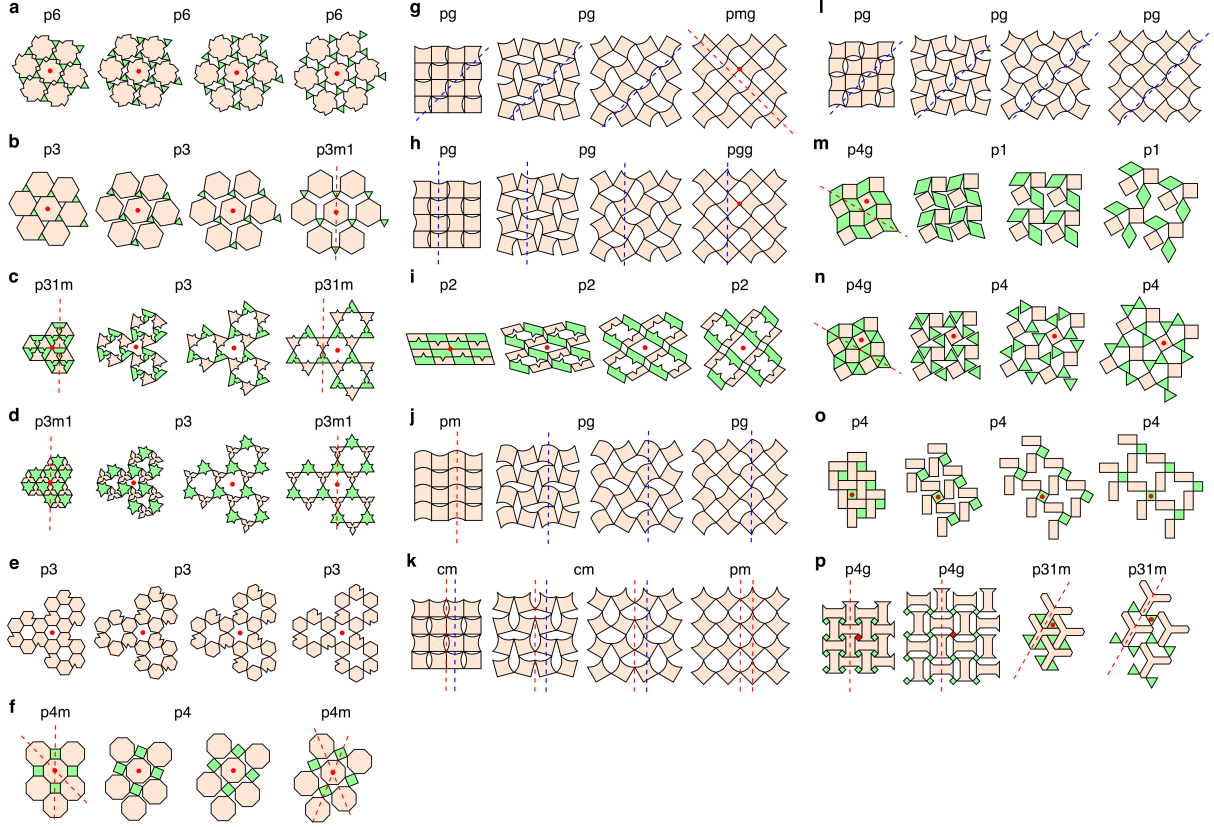 a
p6 p6 p6
b
p3 p3 p3m1
c
p31m p3 p31m
d
p3m1 p3 p3m1
e
p3 p3 p3
f
p4m p4 p4m
g
pg pg pmg
h
pg pg pgg
i
p2 p2 p2
j
pm pg pg
k
cm cm pm
l
pg pg pg
m
p4g p1 p1
n
p4g p4 p4
o
p4 p4 p4
p
p4g p4g p31m p31m